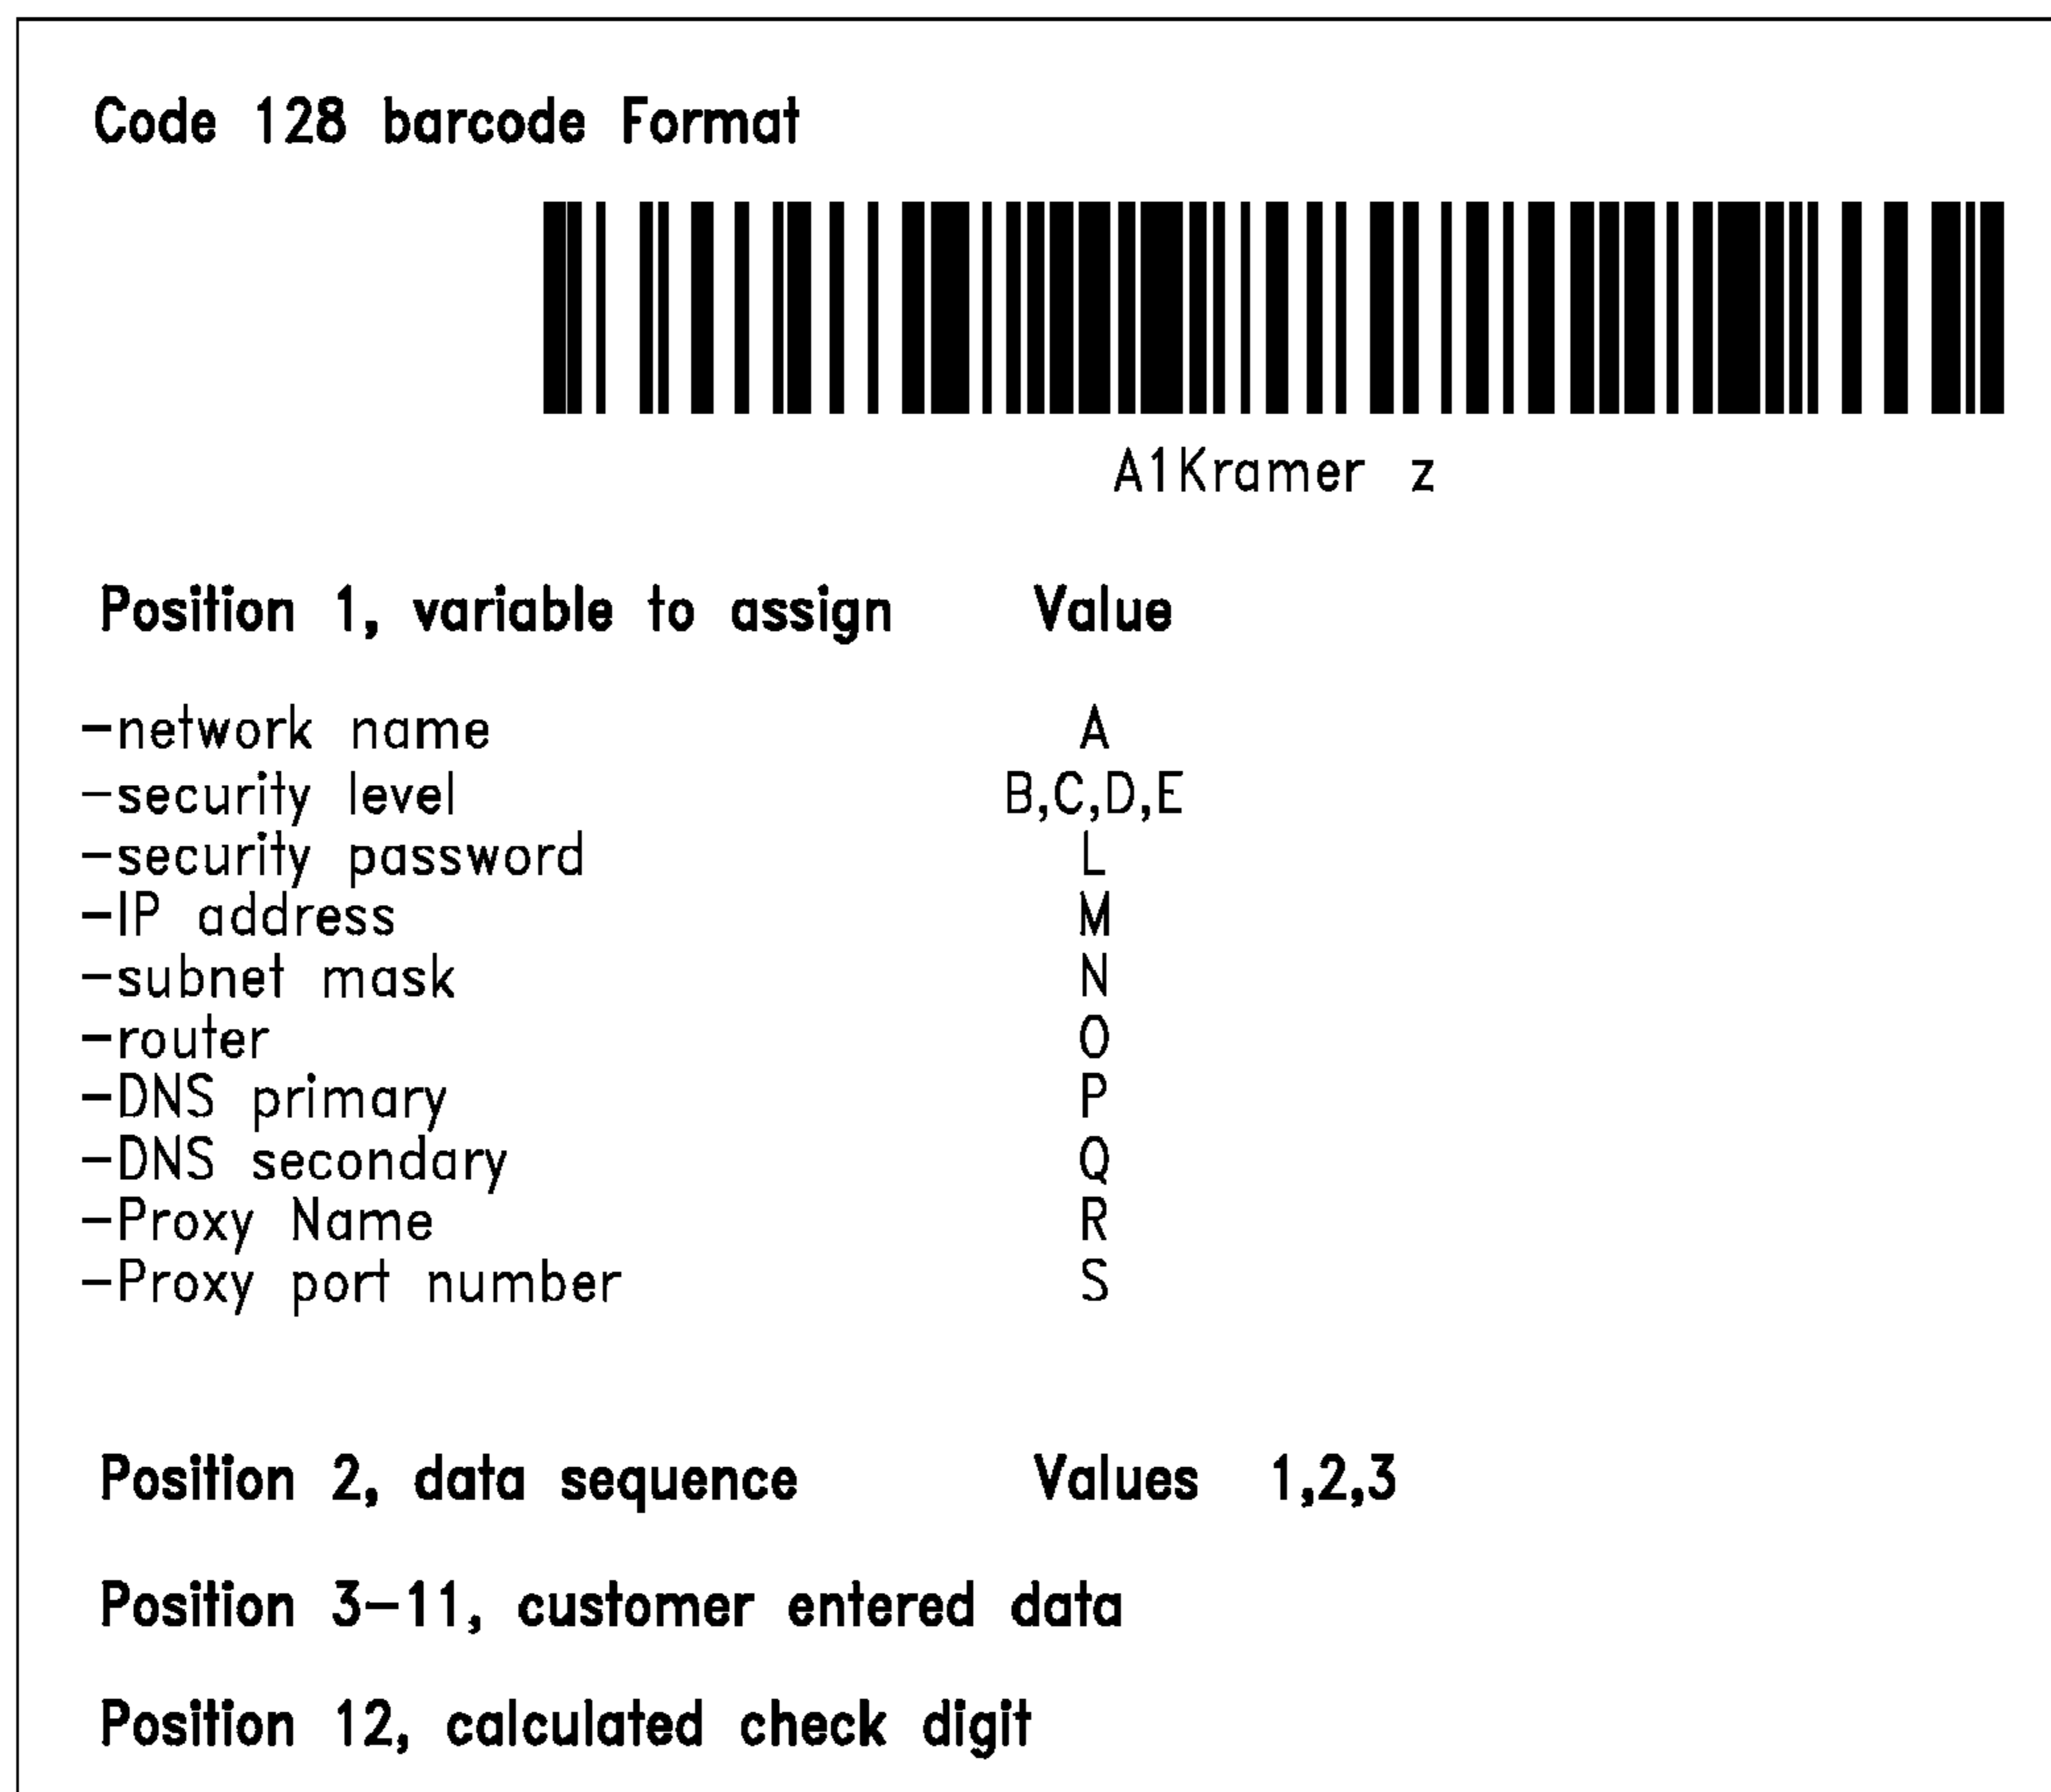 Code 128 barcode Format
A1Kramer z
Position 1, variable to assign Value
-network name A
-security level B,C,D,E
-security password L
-IP address M
-subnet mask N
-router O
-DNS primary P
-DNS secondary Q
-Proxy Name R
-Proxy port number S
Position 2, data sequence Values 1,2,3
Position 3-11, customer entered data
Position 12, calculated check digit